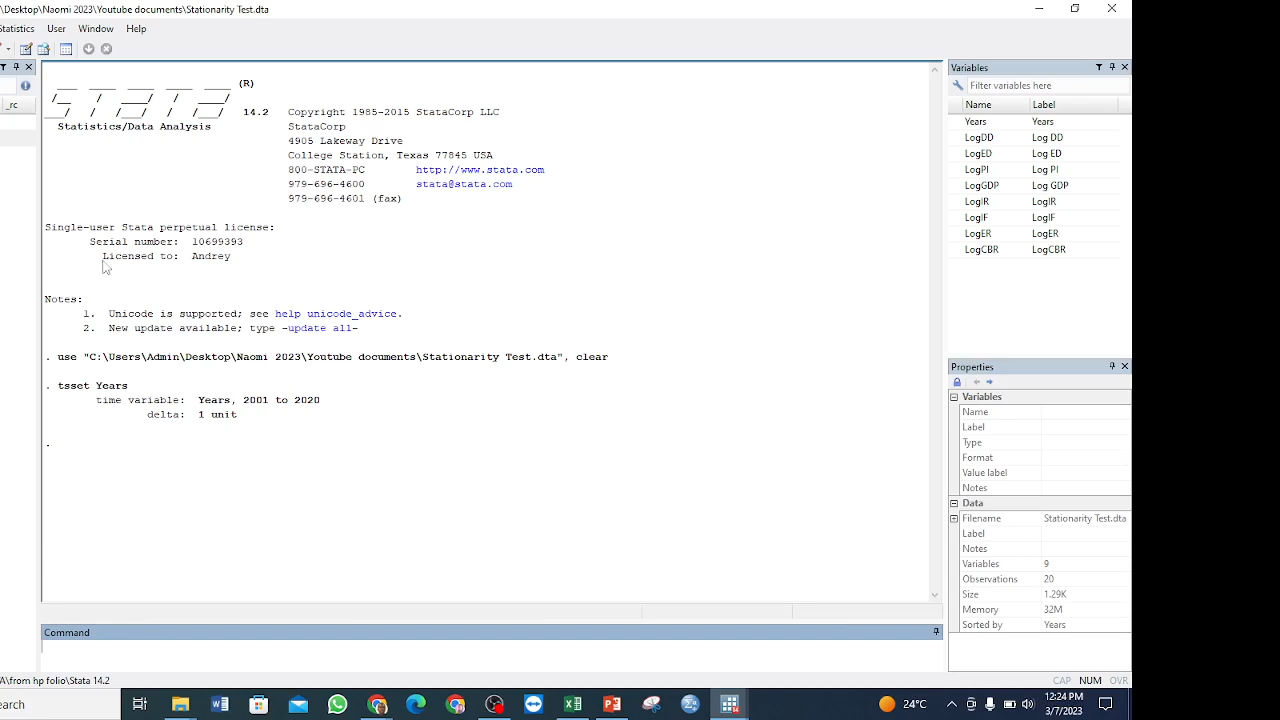 \Desktop\Naomi 2023\Youtube documents\Stationarity Test.dta
Statistics User Window Help
_rc
(R)
14.2 Copyright 1985-2015 StataCorp LLC
Statistics/Data Analysis StataCorp
4905 Lakeway Drive
College Station, Texas 77845 USA
800-STATA-PC http://www.stata.com
979-696-4600 stata@stata.com
979-696-4601 (fax)
Single-user Stata perpetual license:
Serial number: 10699393
Licensed to: Andrey
Notes:
1. Unicode is supported; see help unicode_advice.
2. New update available; type -update all-
. use "C:\Users\Admin\Desktop\Naomi 2023\Youtube documents\Stationarity Test.dta", clear
. tsset Years
time variable: Years, 2001 to 2020
delta: 1 unit
.
Command
A\from hp folio\Stata 14.2
Variables
Filter variables here
Name Label
Years Years
LogDD Log DD
LogED Log ED
LogPI Log PI
LogGDP Log GDP
LogIR LogIR
LogIF LogIF
LogER LogER
LogCBR LogCBR
Properties
Variables
Name
Label
Type
Format
Value label
Notes
Data
Filename Stationarity Test.dta
Label
Notes
Variables 9
Observations 20
Size 1.29K
Memory 32M
Sorted by Years
CAP NUM OVR
earch
24°C
12:24 PM
3/7/2023